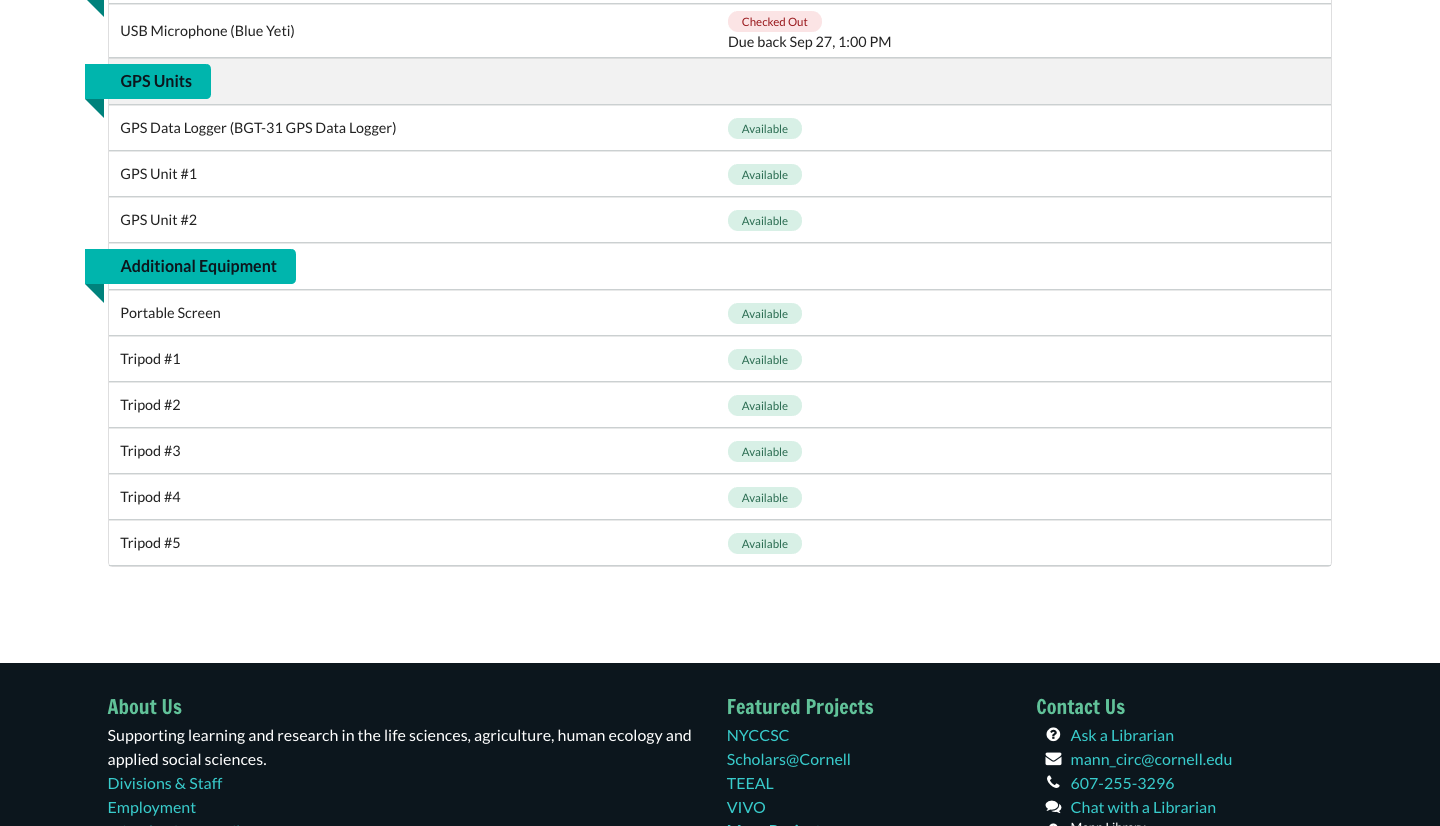 USB Microphone (Blue Yeti)
Checked Out
Due back Sep 27, 1:00 PM
GPS Units
GPS Data Logger (BGT-31 GPS Data Logger)
Available
GPS Unit #1
Available
GPS Unit #2
Available
Additional Equipment
Portable Screen
Available
Tripod #1
Available
Tripod #2
Available
Tripod #3
Available
Tripod #4
Available
Tripod #5
Available
About Us
Supporting learning and research in the life sciences, agriculture, human ecology and
applied social sciences.
Divisions & Staff
Employment
Featured Projects
NYCCSC
Scholars@Cornell
TEEAL
VIVO
Contact Us
Ask a Librarian
mann_circ@cornell.edu
607-255-3296
Chat with a Librarian